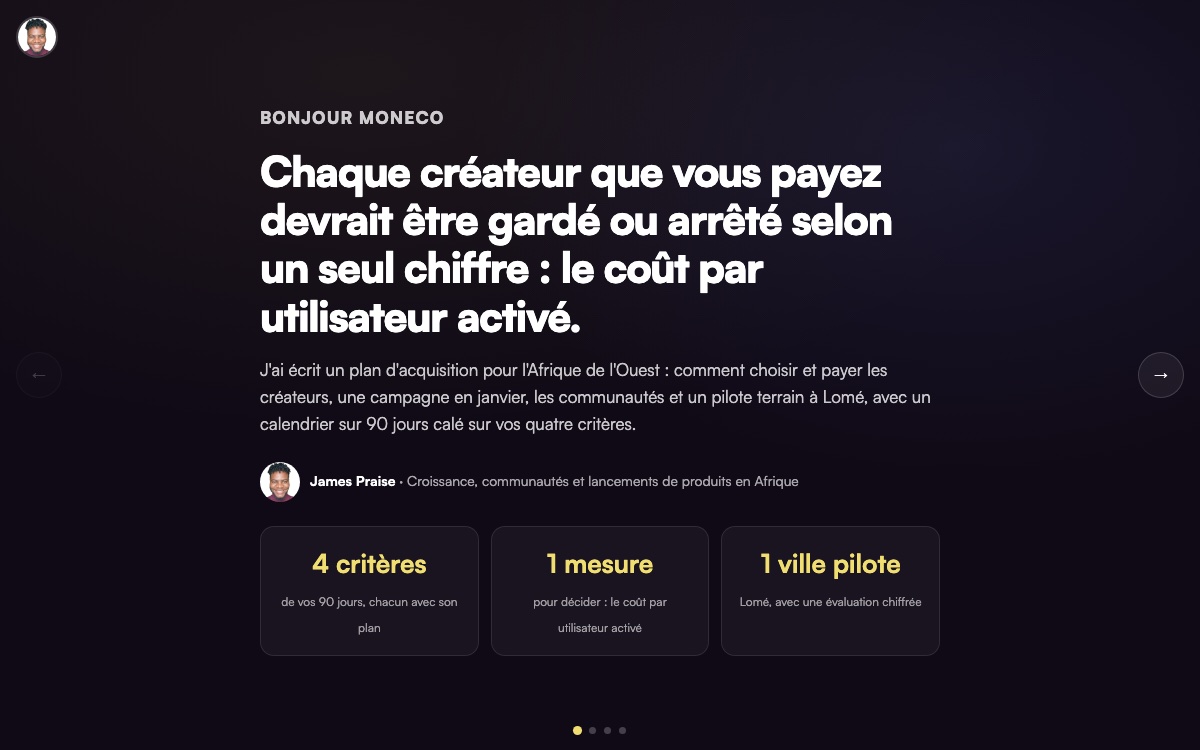 BONJOUR MONECO
Chaque créateur que vous payez
devrait être gardé ou arrêté selon
un seul chiffre : le coût par
utilisateur activé.
J'ai écrit un plan d'acquisition pour l'Afrique de l'Ouest : comment choisir et payer les
créateurs, une campagne en janvier, les communautés et un pilote terrain à Lomé, avec un
calendrier sur 90 jours calé sur vos quatre critères.
←
→
James Praise · Croissance, communautés et lancements de produits en Afrique
4 critères
de vos 90 jours, chacun avec son
plan
1 mesure
pour décider : le coût par
utilisateur activé
1 ville pilote
Lomé, avec une évaluation chiffrée